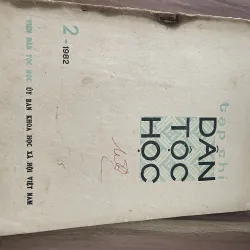 tạp chí
DÂN
TỘC
HỌC
2 - 1982
VIỆN DÂN TỘC HỌC
ỦY BAN KHOA HỌC XÃ HỘI VIỆT NAM